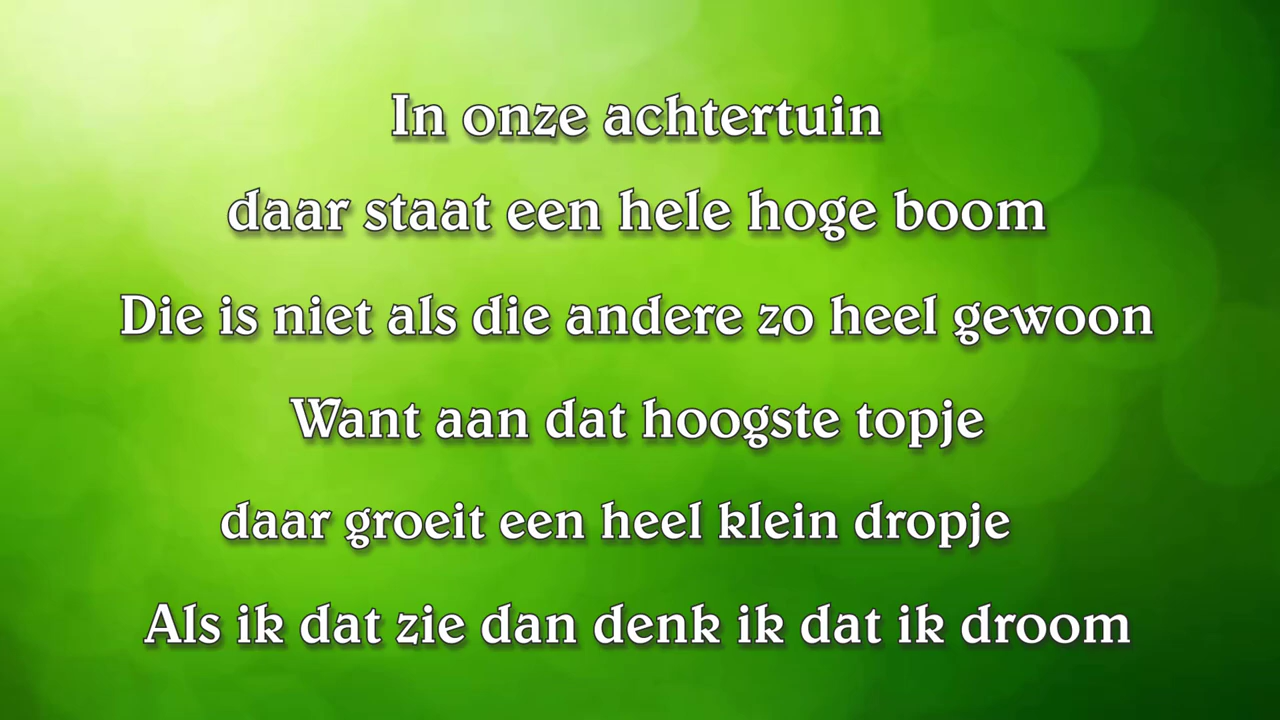 In onze achtertuin
daar staat een hele hoge boom
Die is niet als die andere zo heel gewoon
Want aan dat hoogste topje
daar groeit een heel klein dropje
Als ik dat zie dan denk ik dat ik droom